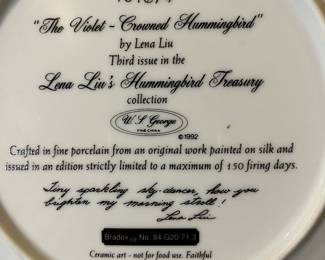 "The Violet - Crowned Hummingbird"
by Lena Liu
Third issue in the
Lena Liu's Hummingbird Treasury
collection
W. S. George
FINE CHINA
©1992
Crafted in fine porcelain from an original work painted on silk and
issued in an edition strictly limited to a maximum of 150 firing days.
Tiny sparkling sky-dancer, how you
brighten my morning stroll!
Lena Liu
Bradex No. 84-G20-71.3
Ceramic art - not for food use. Faithful